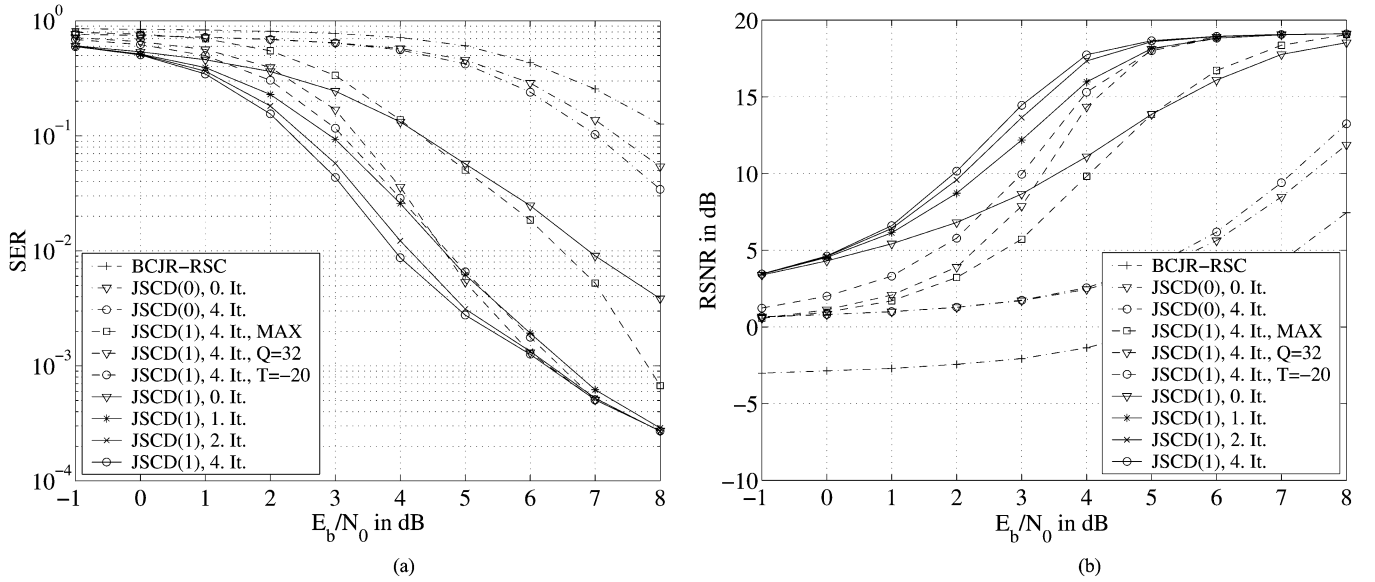 10^0
10^−1
10^−2
10^−3
10^−4
SER
BCJR−RSC
JSCD(0), 0. It.
JSCD(0), 4. It.
JSCD(1), 4. It., MAX
JSCD(1), 4. It., Q=32
JSCD(1), 4. It., T=−20
JSCD(1), 0. It.
JSCD(1), 1. It.
JSCD(1), 2. It.
JSCD(1), 4. It.
−1 0 1 2 3 4 5 6 7 8
E_b/N_0 in dB
(a)
20
15
10
5
0
−5
−10
RSNR in dB
BCJR−RSC
JSCD(0), 0. It.
JSCD(0), 4. It.
JSCD(1), 4. It., MAX
JSCD(1), 4. It., Q=32
JSCD(1), 4. It., T=−20
JSCD(1), 0. It.
JSCD(1), 1. It.
JSCD(1), 2. It.
JSCD(1), 4. It.
−1 0 1 2 3 4 5 6 7 8
E_b/N_0 in dB
(b)